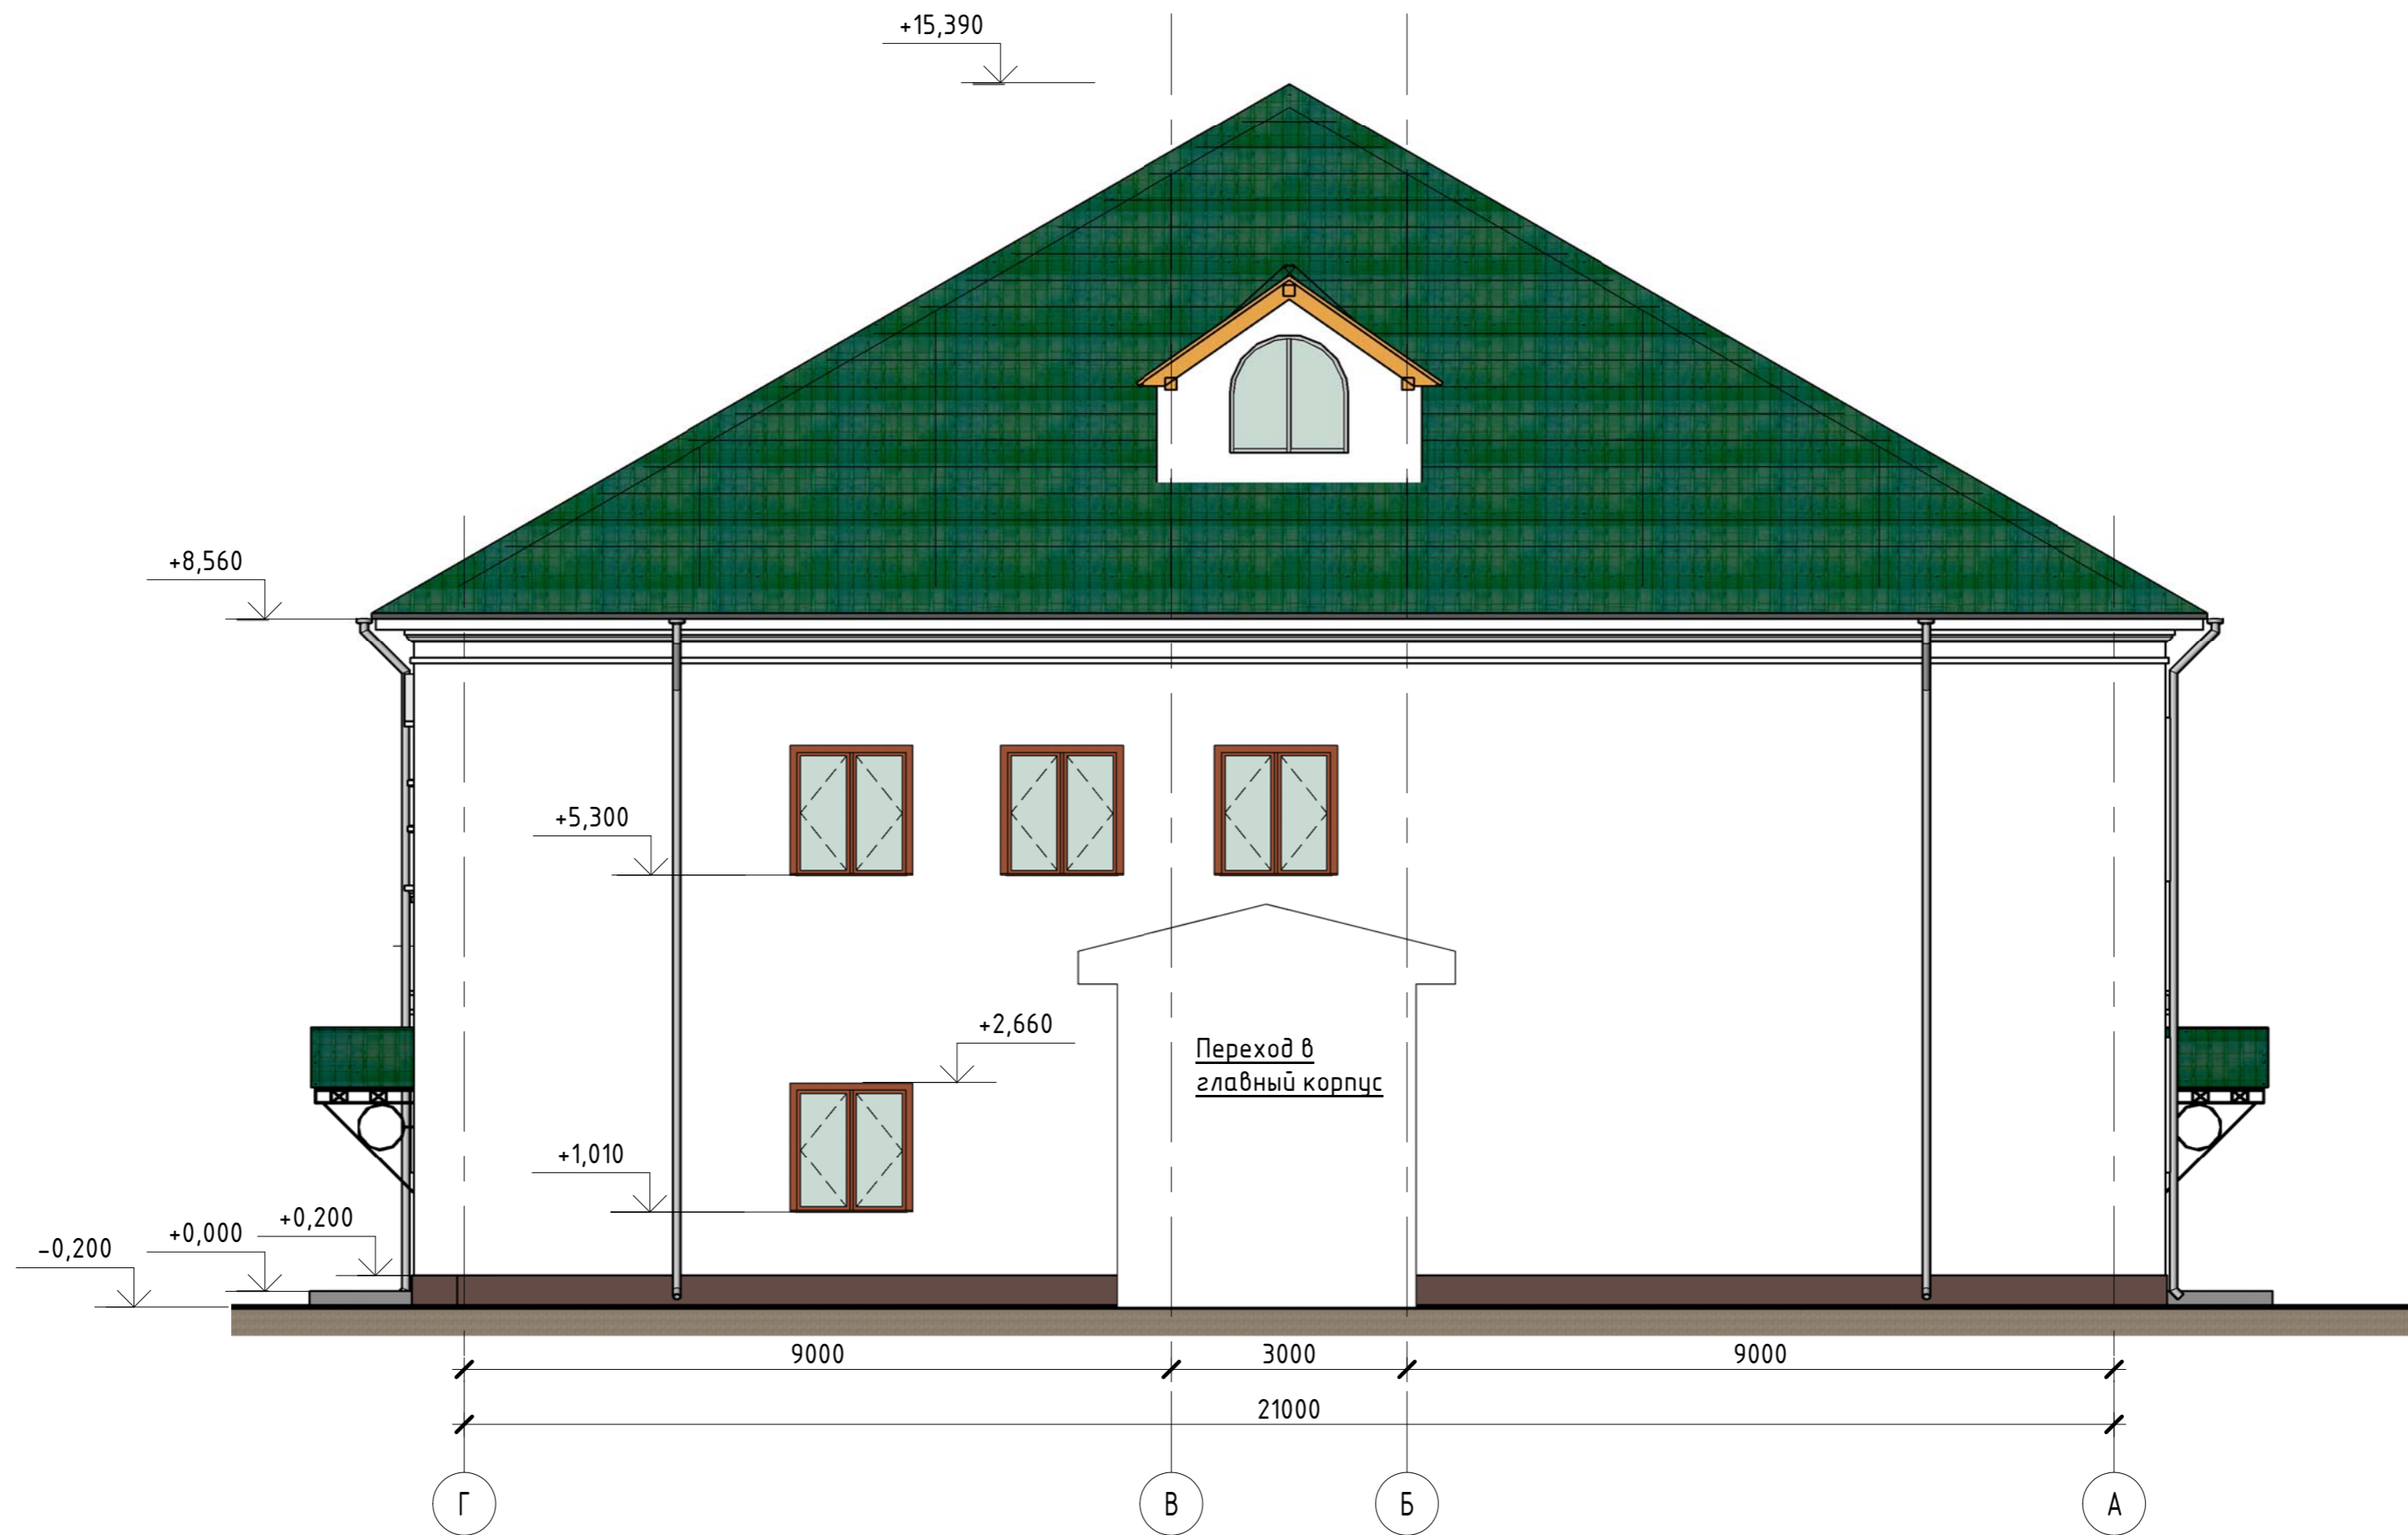 +15,390
+8,560
+5,300
+2,660
Переход в
главный корпус
+1,010
+0,200
+0,000
-0,200
9000
3000
9000
21000
Г
В
Б
А